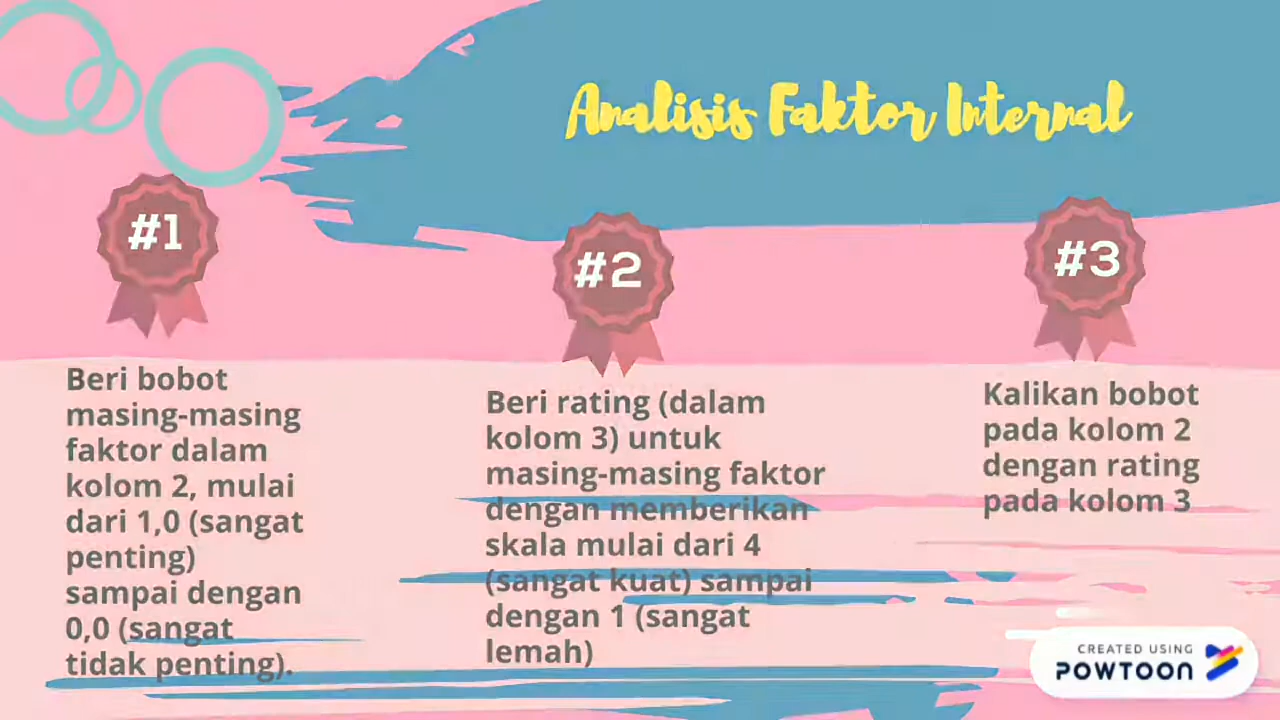 Analisis Faktor Internal
#1
Beri bobot
masing-masing
faktor dalam
kolom 2, mulai
dari 1,0 (sangat
penting)
sampai dengan
0,0 (sangat
tidak penting).
#2
Beri rating (dalam
kolom 3) untuk
masing-masing faktor
dengan memberikan
skala mulai dari 4
(sangat kuat) sampai
dengan 1 (sangat
lemah)
#3
Kalikan bobot
pada kolom 2
dengan rating
pada kolom 3
CREATED USING
POWTOON